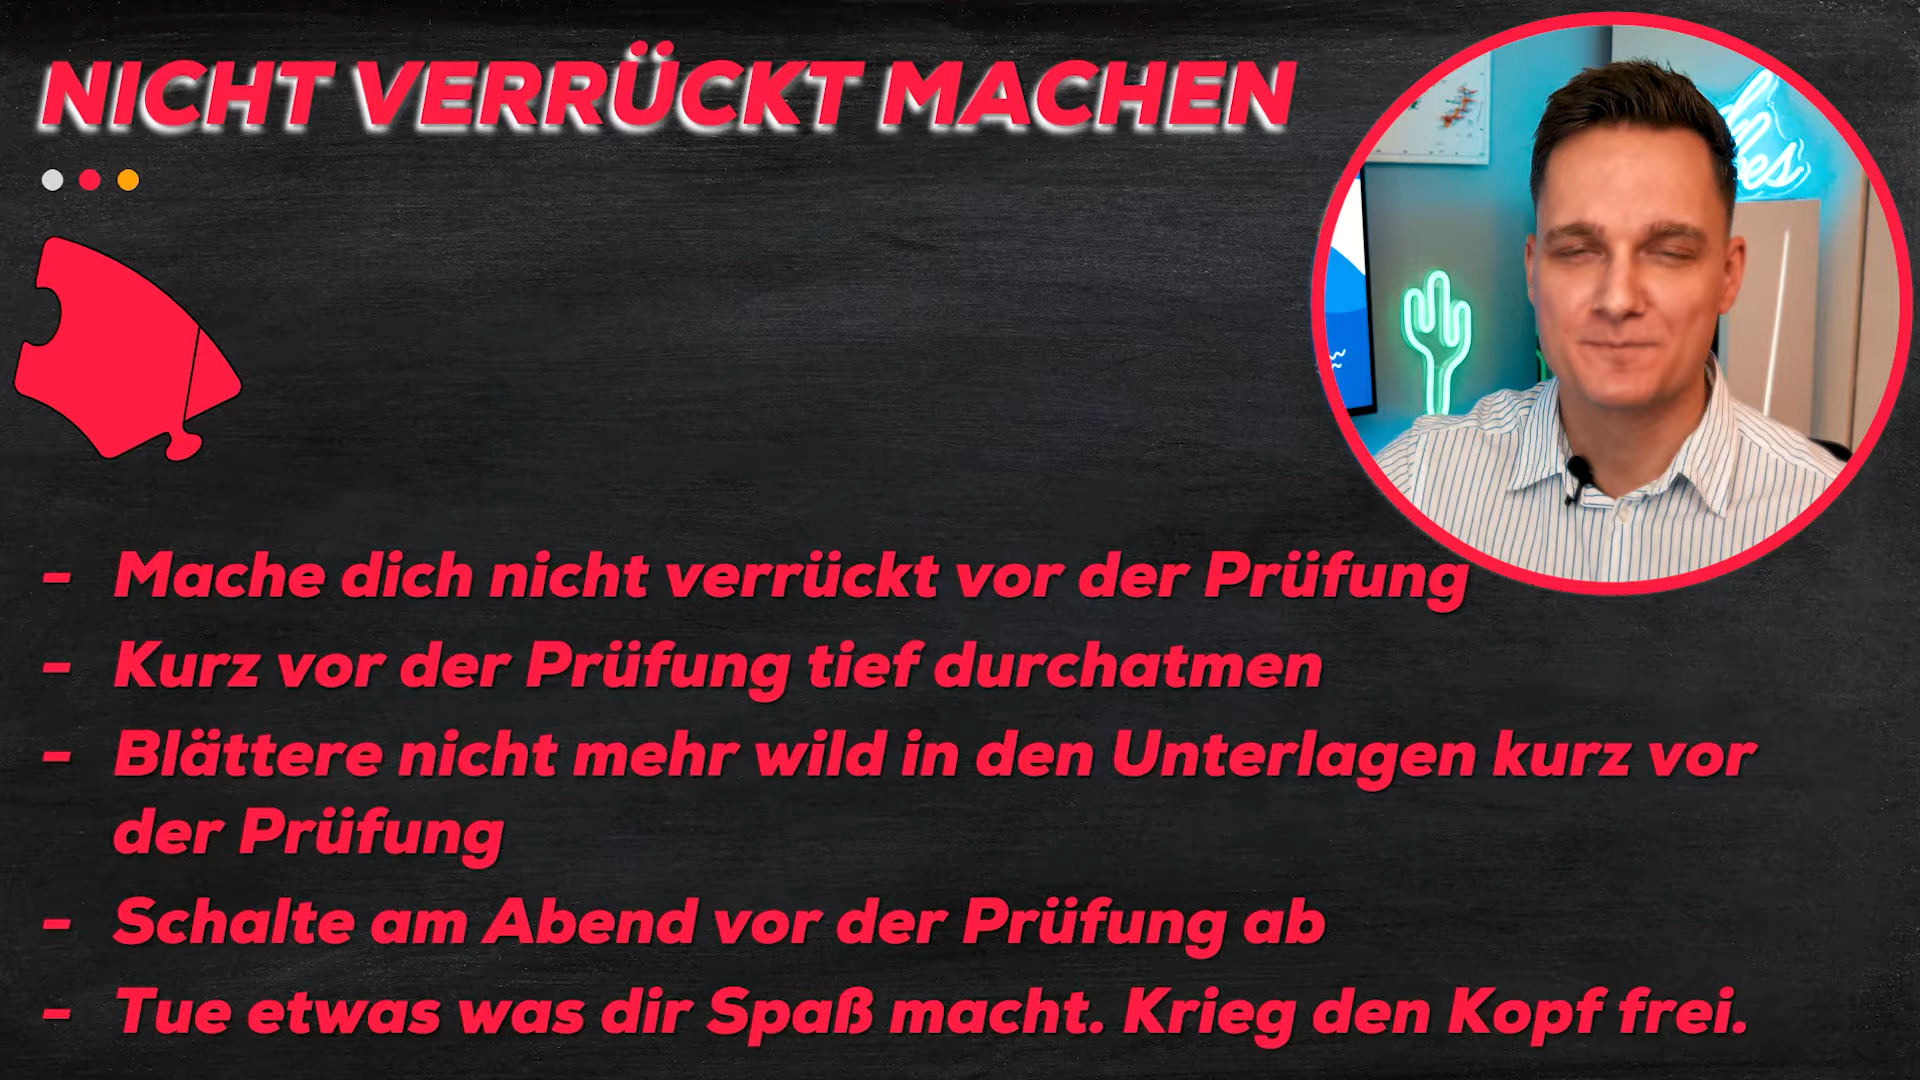 NICHT VERRÜCKT MACHEN
- Mache dich nicht verrückt vor der Prüfung
- Kurz vor der Prüfung tief durchatmen
- Blättere nicht mehr wild in den Unterlagen kurz vor
der Prüfung
- Schalte am Abend vor der Prüfung ab
- Tue etwas was dir Spaß macht. Krieg den Kopf frei.